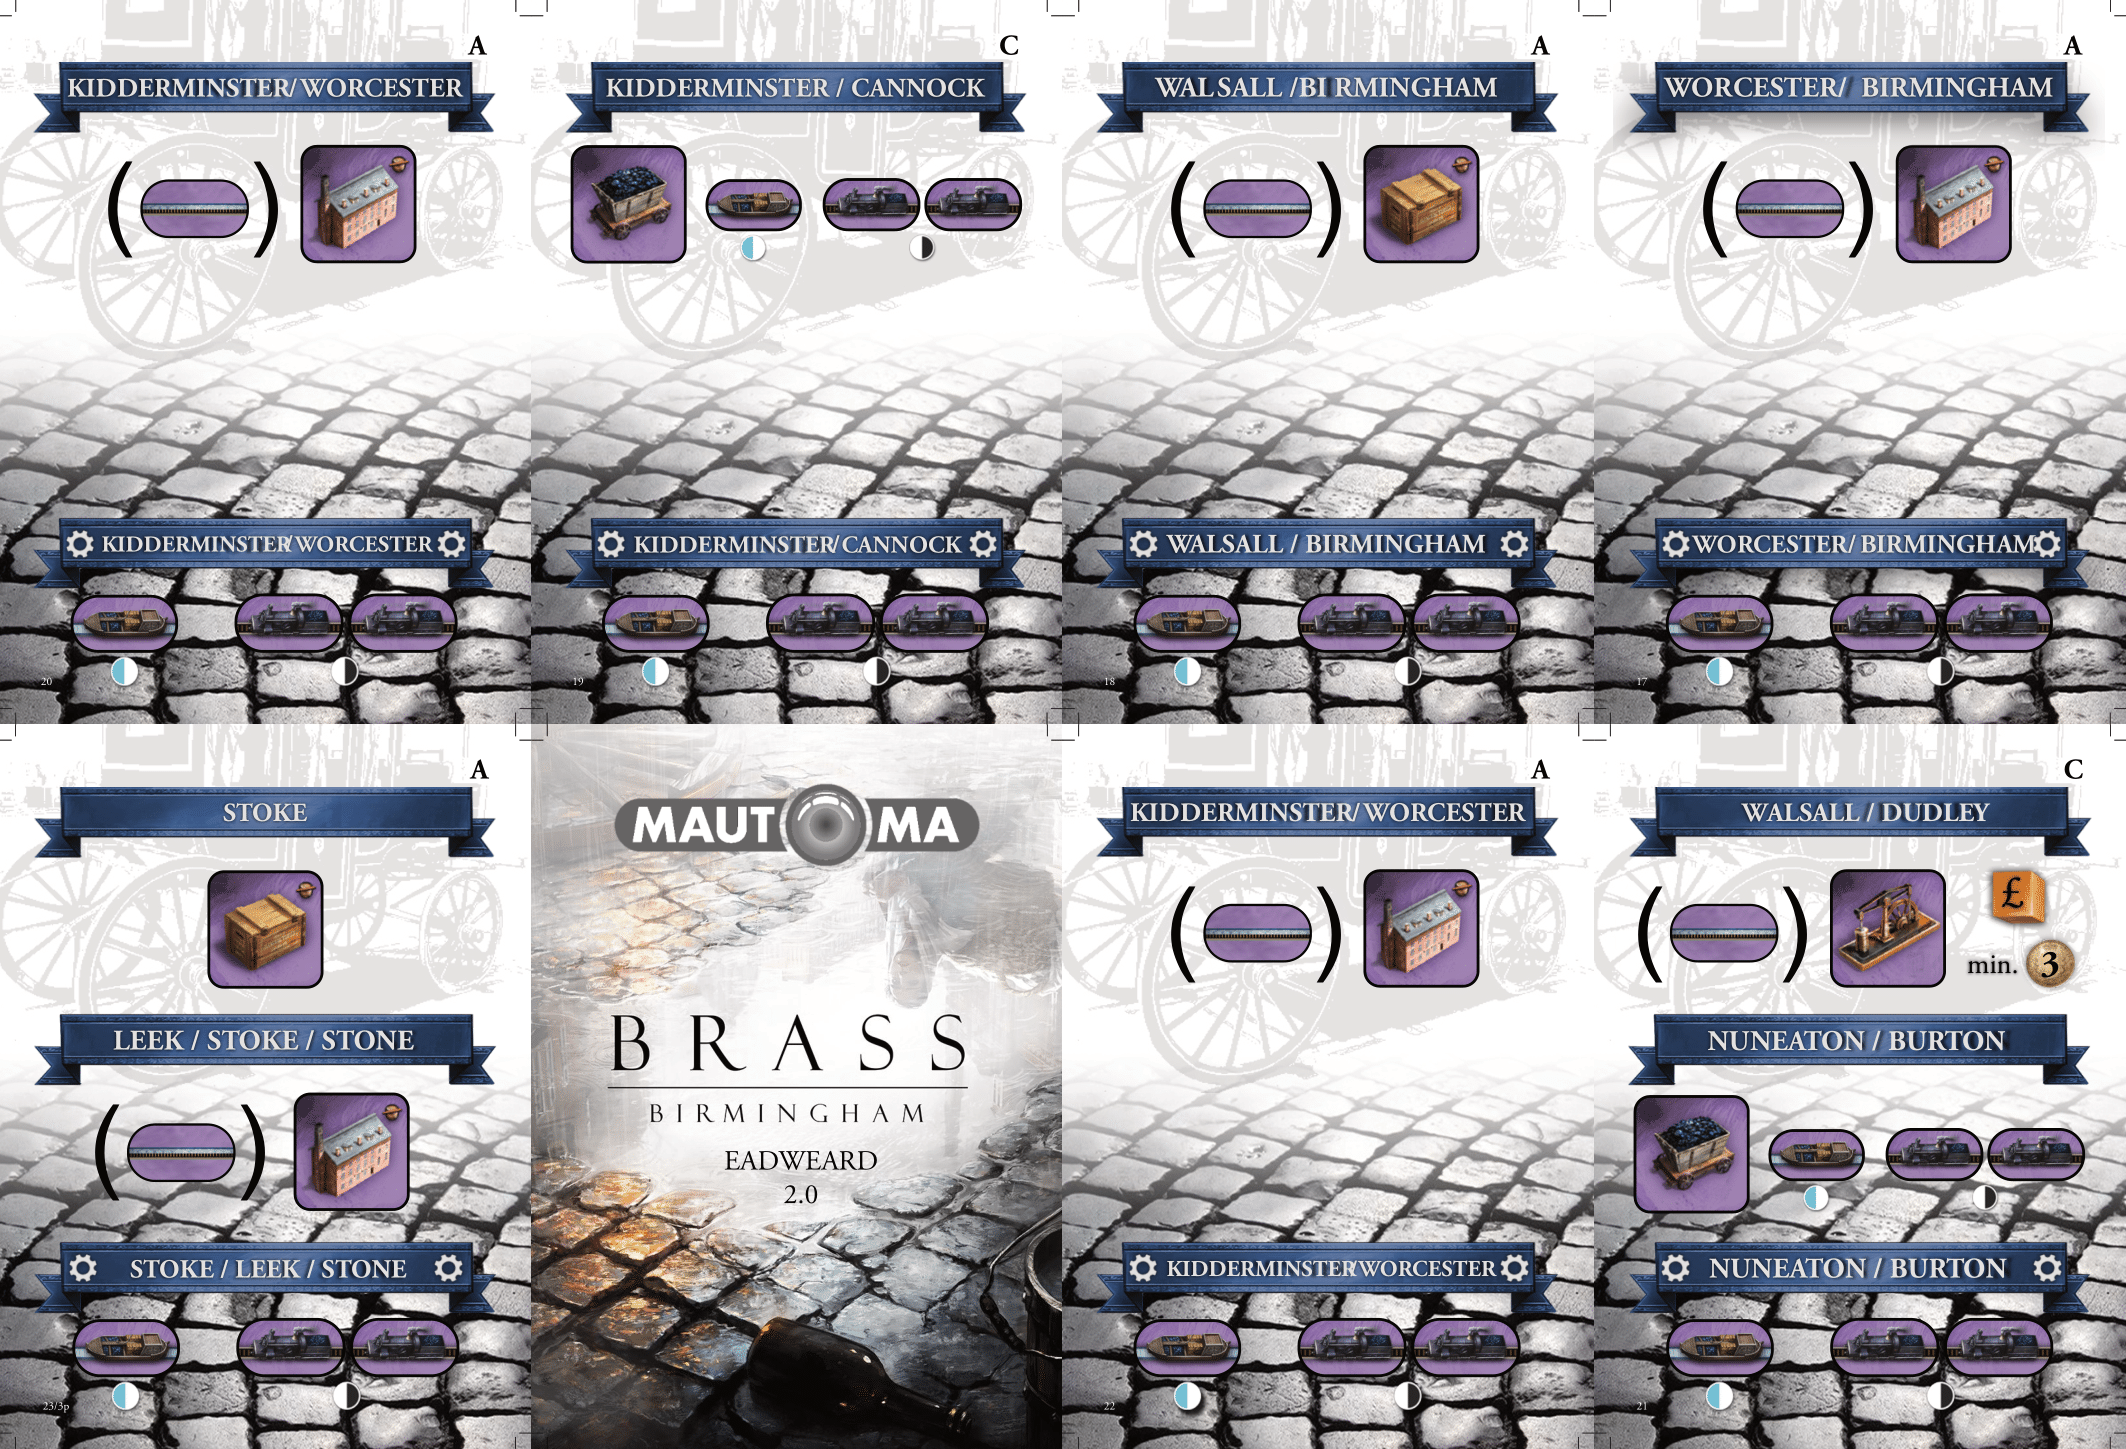 A
KIDDERMINSTER/ WORCESTER
KIDDERMINSTER/WORCESTER
20
C
KIDDERMINSTER / CANNOCK
KIDDERMINSTER/ CANNOCK
19
A
WALSALL /BIRMINGHAM
WALSALL / BIRMINGHAM
18
A
WORCESTER/ BIRMINGHAM
WORCESTER/ BIRMINGHAM
17
A
STOKE
LEEK / STOKE / STONE
STOKE / LEEK / STONE
23/3p
MAUTOMA
BRASS
BIRMINGHAM
EADWEARD
2.0
A
KIDDERMINSTER/ WORCESTER
KIDDERMINSTER/WORCESTER
22
C
WALSALL / DUDLEY
£
min. 3
NUNEATON / BURTON
NUNEATON / BURTON
21